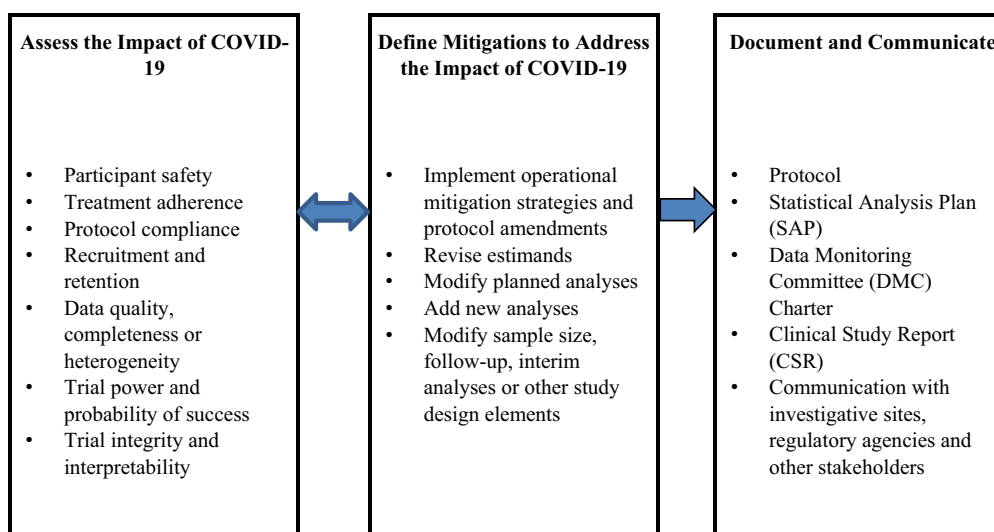 Assess the Impact of COVID-
19
• Participant safety
• Treatment adherence
• Protocol compliance
• Recruitment and
retention
• Data quality,
completeness or
heterogeneity
• Trial power and
probability of success
• Trial integrity and
interpretability
Define Mitigations to Address
the Impact of COVID-19
• Implement operational
mitigation strategies and
protocol amendments
• Revise estimands
• Modify planned analyses
• Add new analyses
• Modify sample size,
follow-up, interim
analyses or other study
design elements
Document and Communicate
• Protocol
• Statistical Analysis Plan
(SAP)
• Data Monitoring
Committee (DMC)
Charter
• Clinical Study Report
(CSR)
• Communication with
investigative sites,
regulatory agencies and
other stakeholders